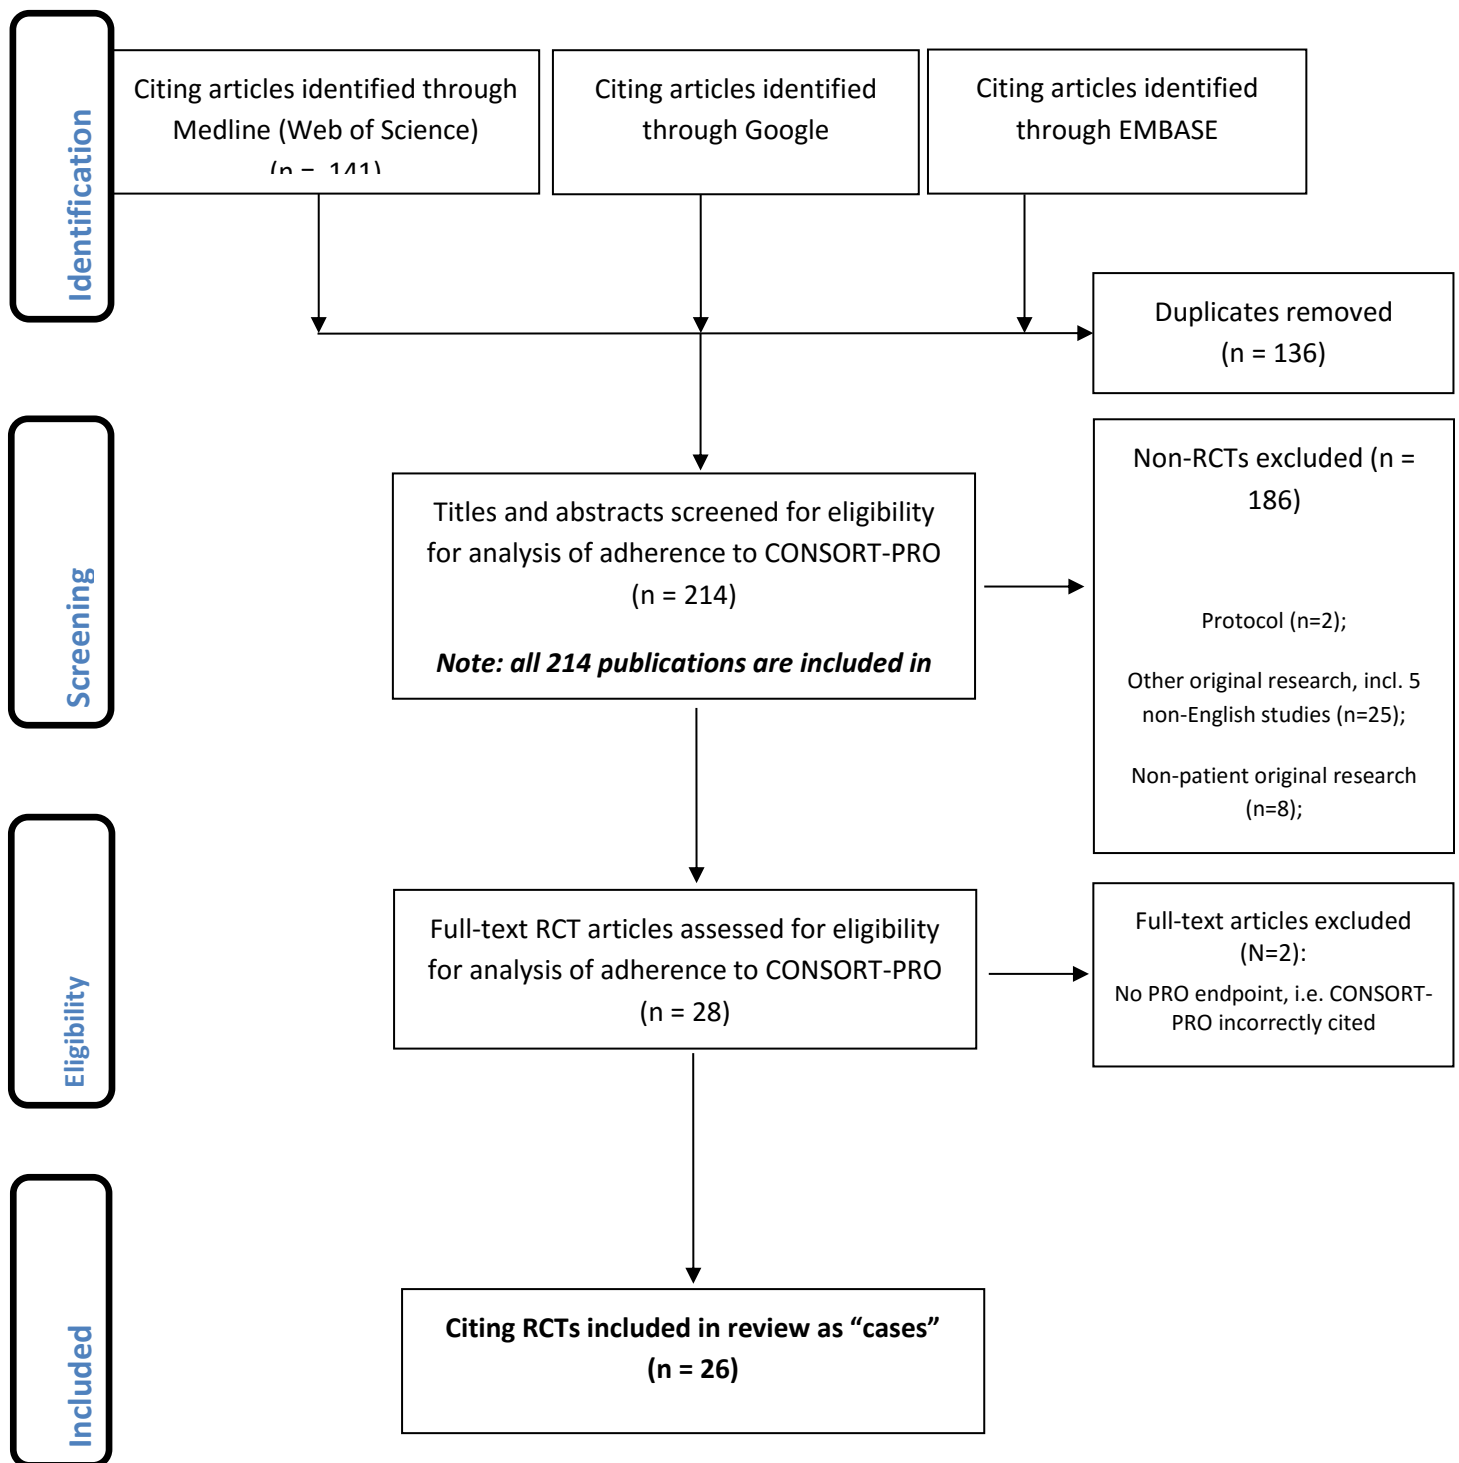 Identification
Citing articles identified through
Medline (Web of Science)
(n = 141)
Citing articles identified
through Google
Citing articles identified
through EMBASE
Duplicates removed
(n = 136)
Screening
Titles and abstracts screened for eligibility
for analysis of adherence to CONSORT-PRO
(n = 214)
Note: all 214 publications are included in
Non-RCTs excluded (n =
186)
Protocol (n=2);
Other original research, incl. 5
non-English studies (n=25);
Non-patient original research
(n=8);
Eligibility
Full-text RCT articles assessed for eligibility
for analysis of adherence to CONSORT-PRO
(n = 28)
Full-text articles excluded
(N=2):
No PRO endpoint, i.e. CONSORT-
PRO incorrectly cited
Included
Citing RCTs included in review as “cases”
(n = 26)